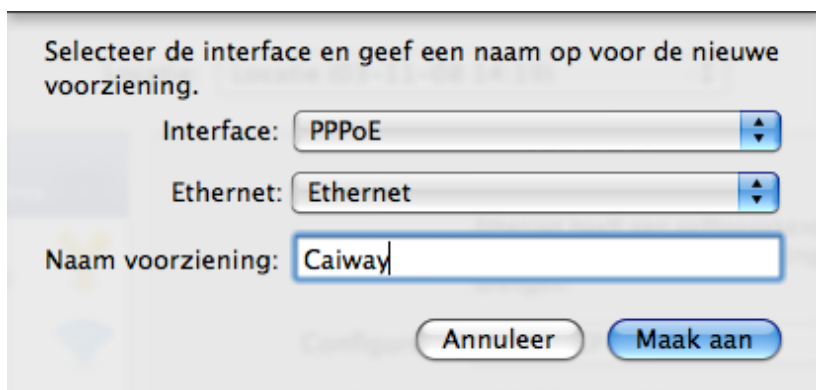 Selecteer de interface en geef een naam op voor de nieuwe
voorziening.
Interface: PPPoE
Ethernet: Ethernet
Naam voorziening: Caiway
Annuleer Maak aan